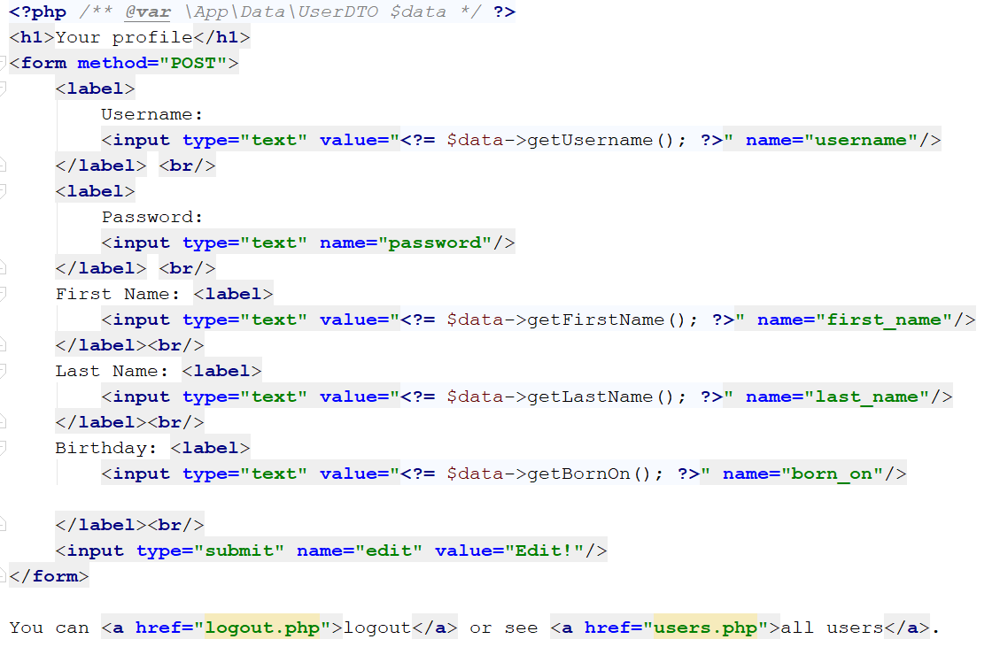 <?php /** @var \App\Data\UserDTO $data */ ?>
<h1>Your profile</h1>
<form method="POST">
    <label>
        Username:
        <input type="text" value="<?= $data->getUsername(); ?>" name="username"/>
    </label> <br/>
    <label>
        Password:
        <input type="text" name="password"/>
    </label> <br/>
    First Name: <label>
        <input type="text" value="<?= $data->getFirstName(); ?>" name="first_name"/>
    </label><br/>
    Last Name: <label>
        <input type="text" value="<?= $data->getLastName(); ?>" name="last_name"/>
    </label><br/>
    Birthday: <label>
        <input type="text" value="<?= $data->getBornOn(); ?>" name="born_on"/>
    </label><br/>
    <input type="submit" name="edit" value="Edit!"/>
</form>
You can <a href="logout.php">logout</a> or see <a href="users.php">all users</a>.